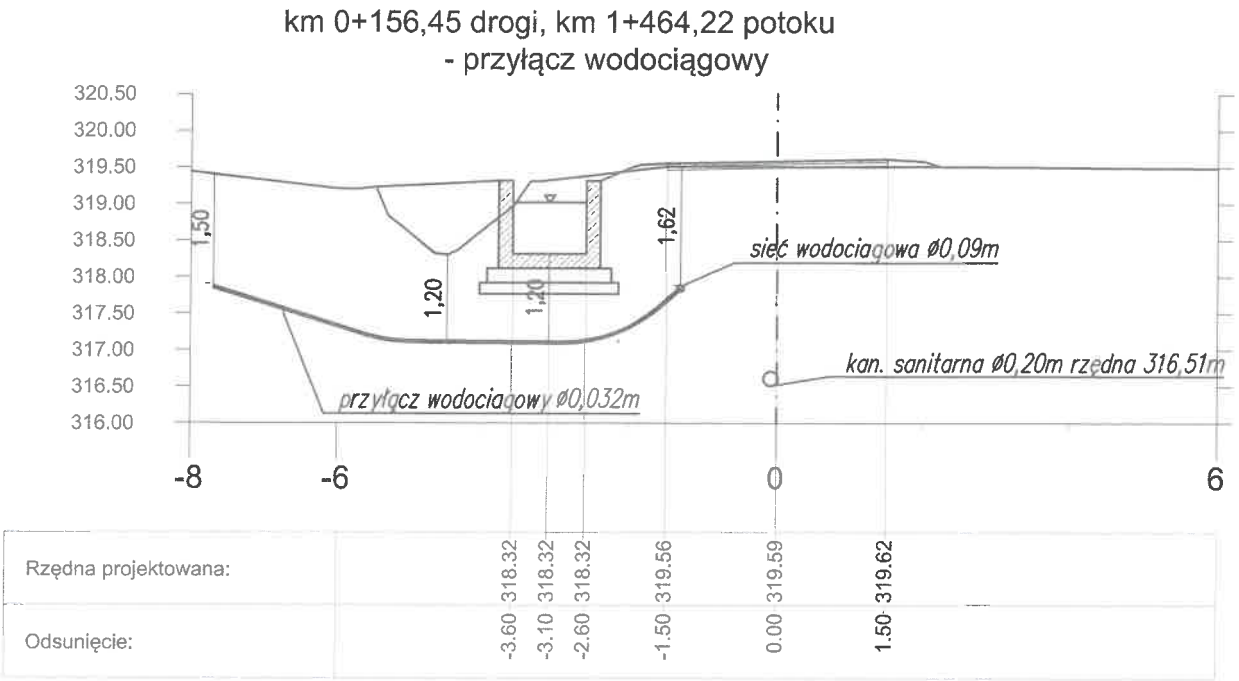 km 0+156,45 drogi, km 1+464,22 potoku
- przyłącz wodociągowy
320.50
320.00
319.50
319.00
318.50
318.00
317.50
317.00
316.50
316.00
1,50
1,20
1,20
1,62
sieć wodociagowa ø0,09m
kan. sanitarna ø0,20m rzędna 316,51m
przyłącz wodociagowy ø0,032m
-8 -6 0 6
Rzędna projektowana: 318.32 318.32 318.32 319.56 319.59 319.62
Odsunięcie: -3.60 -3.10 -2.60 -1.50 0.00 1.50